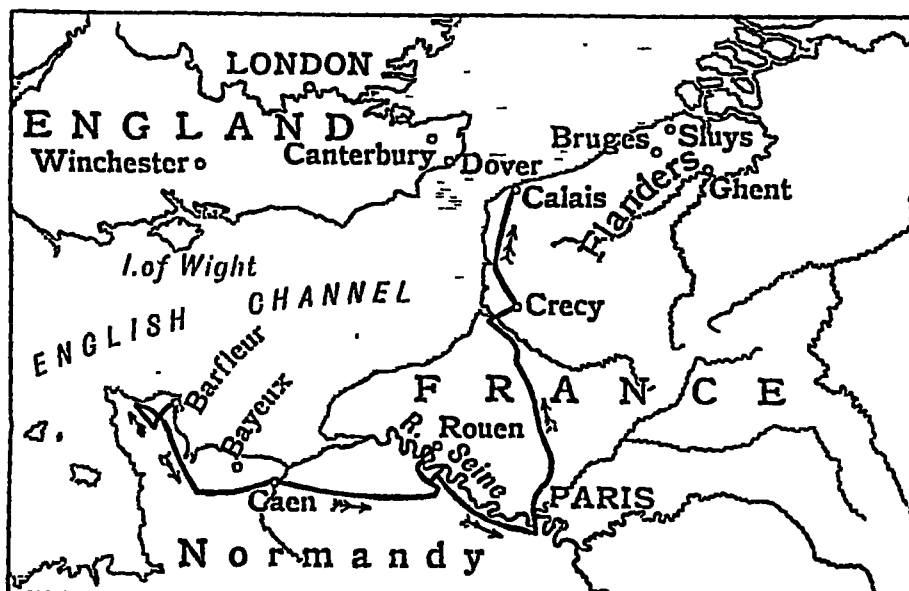 LONDON
ENGLAND
Canterbury
Winchester
Dover
Bruges
Sluys
Flanders
Ghent
Calais
I. of Wight
ENGLISH CHANNEL
Crecy
Barfleur
Bayeux
FRANCE
R. Seine
Rouen
Caen
PARIS
Normandy